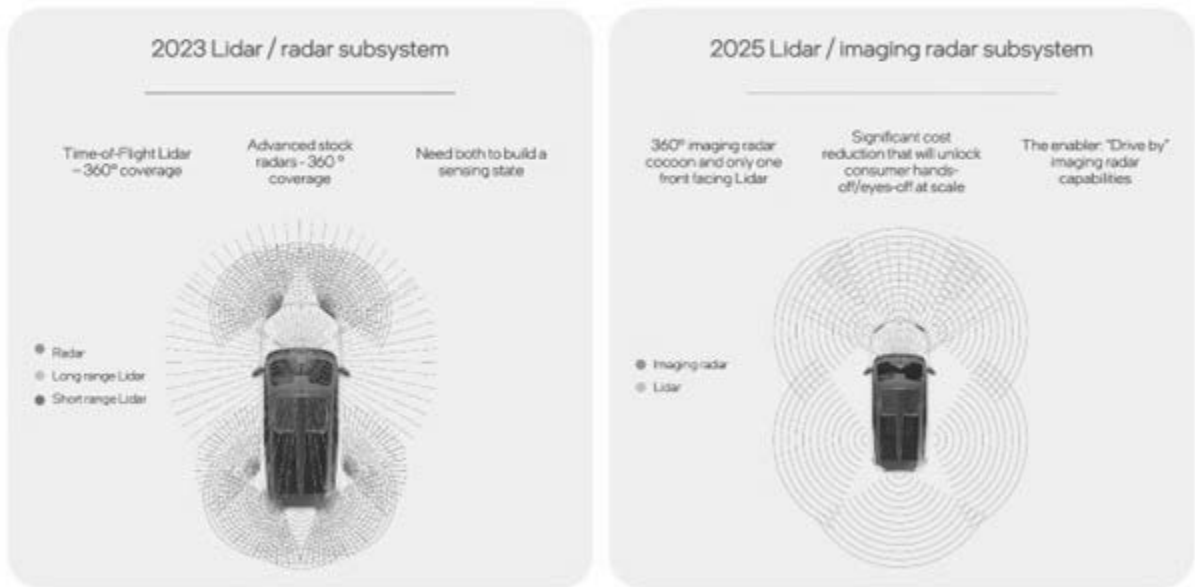 2023 Lidar / radar subsystem
Time-of-Flight Lidar
– 360° coverage
Advanced stock
radars - 360 °
coverage
Need both to build a
sensing state
Radar
Long range Lidar
Short range Lidar
2025 Lidar / imaging radar subsystem
360° imaging radar
cocoon and only one
front facing Lidar
Significant cost
reduction that will unlock
consumer hands-
off/eyes-off at scale
The enabler: "Drive by"
imaging radar
capabilities
Imaging radar
Lidar